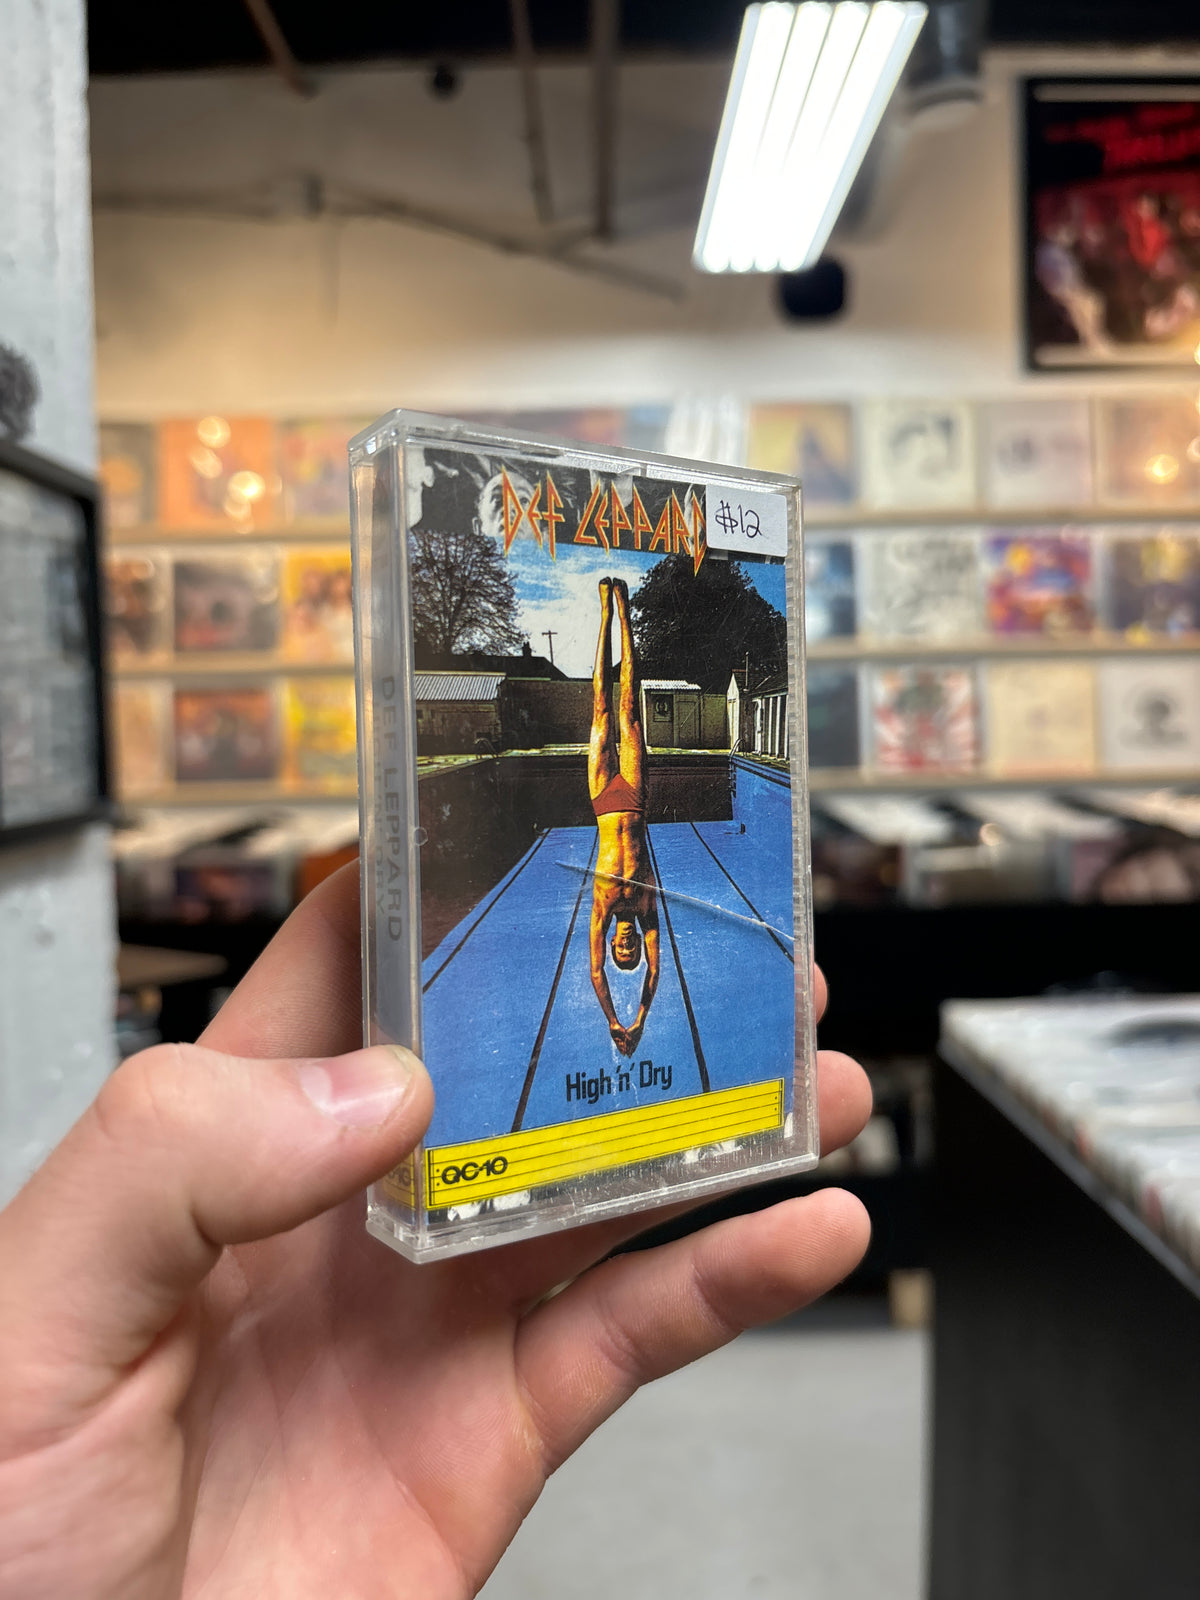 DEF LEPPARD
$12
High 'n' Dry
QC-10
DEF LEPPARD